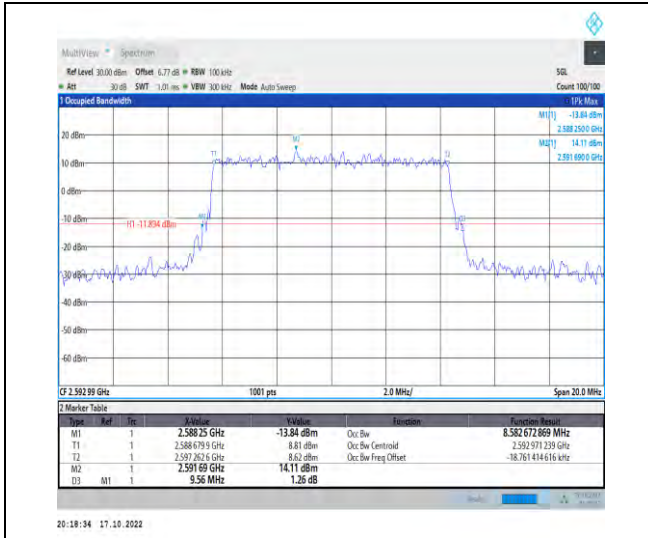 MultiView Spectrum
Ref Level 30.00 dBm Offset 6.77 dB RBW 100 kHz SGL
Att 30 dB SWT 1.01 ms VBW 300 kHz Mode Auto Sweep Count 100/100
1 Occupied Bandwidth 1Pk Max
M1[1] -13.84 dBm
2.588 2500 GHz
M2[1] 14.11 dBm
2.591 6900 GHz
20 dBm
M2
T1 T2
10 dBm
0 dBm
-10 dBm
M1 D3
H1 -11.894 dBm
-20 dBm
-30 dBm
-40 dBm
-50 dBm
-60 dBm
CF 2.592 99 GHz 1001 pts 2.0 MHz/ Span 20.0 MHz
2 Marker Table
Type Ref Trc X-Value Y-Value Function Function Result
M1 1 2.588 25 GHz -13.84 dBm Occ Bw 8.582 672 869 MHz
T1 1 2.588 679 9 GHz 8.81 dBm Occ Bw Centroid 2.592 971 239 GHz
T2 1 2.597 262 6 GHz 8.62 dBm Occ Bw Freq Offset -18.761 414 616 kHz
M2 1 2.591 69 GHz 14.11 dBm
D3 M1 1 9.56 MHz 1.26 dB
20:18:34 17.10.2022